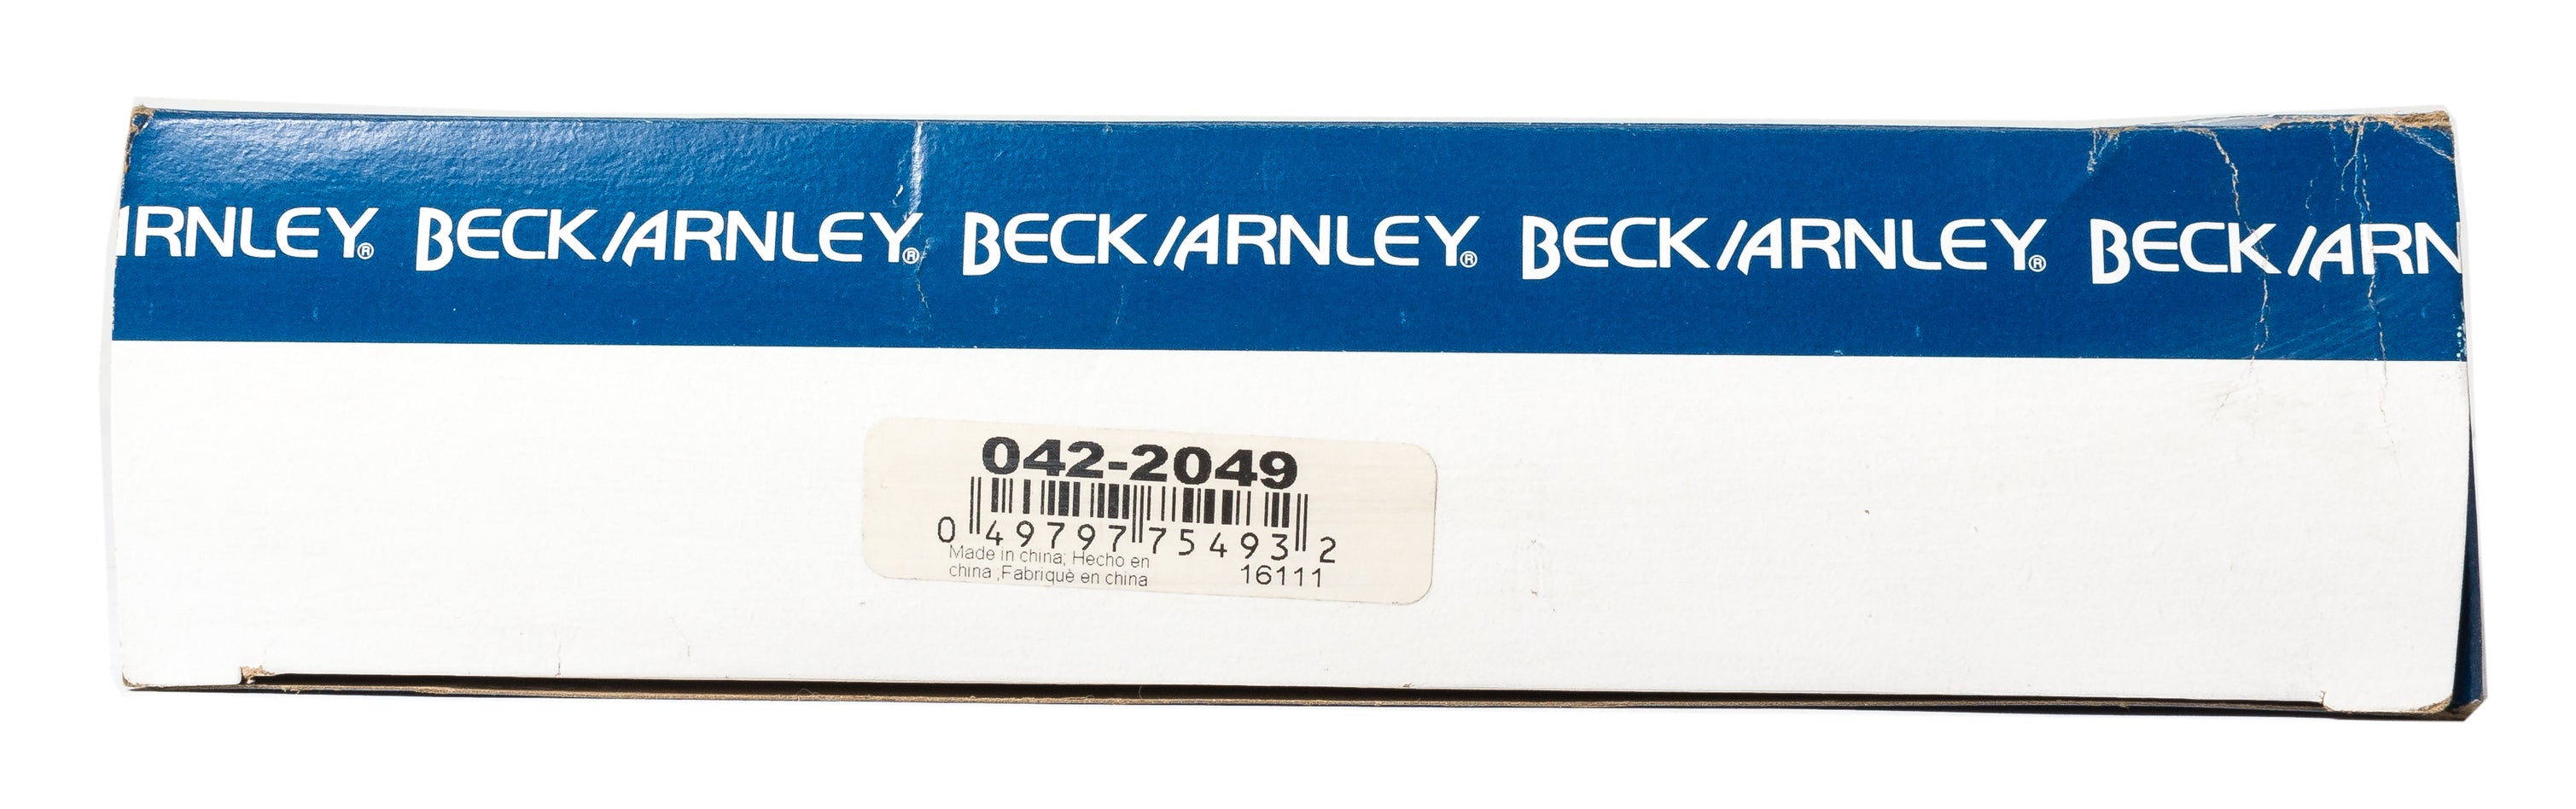 ARNLEY® BECK/ARNLEY® BECK/ARNLEY® BECK/ARNLEY® BECK/ARN
042-2049
0 49797 75493 2
Made in china; Hecho en
china ;Fabriquè en china 16111